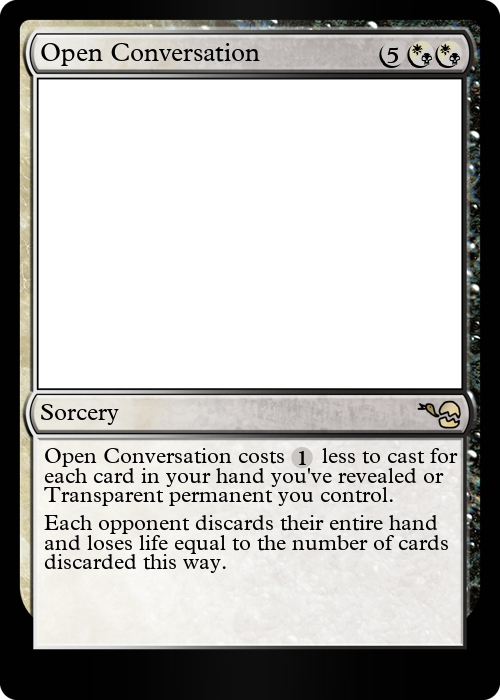 Open Conversation 5
Sorcery
Open Conversation costs 1 less to cast for
each card in your hand you've revealed or
Transparent permanent you control.
Each opponent discards their entire hand
and loses life equal to the number of cards
discarded this way.